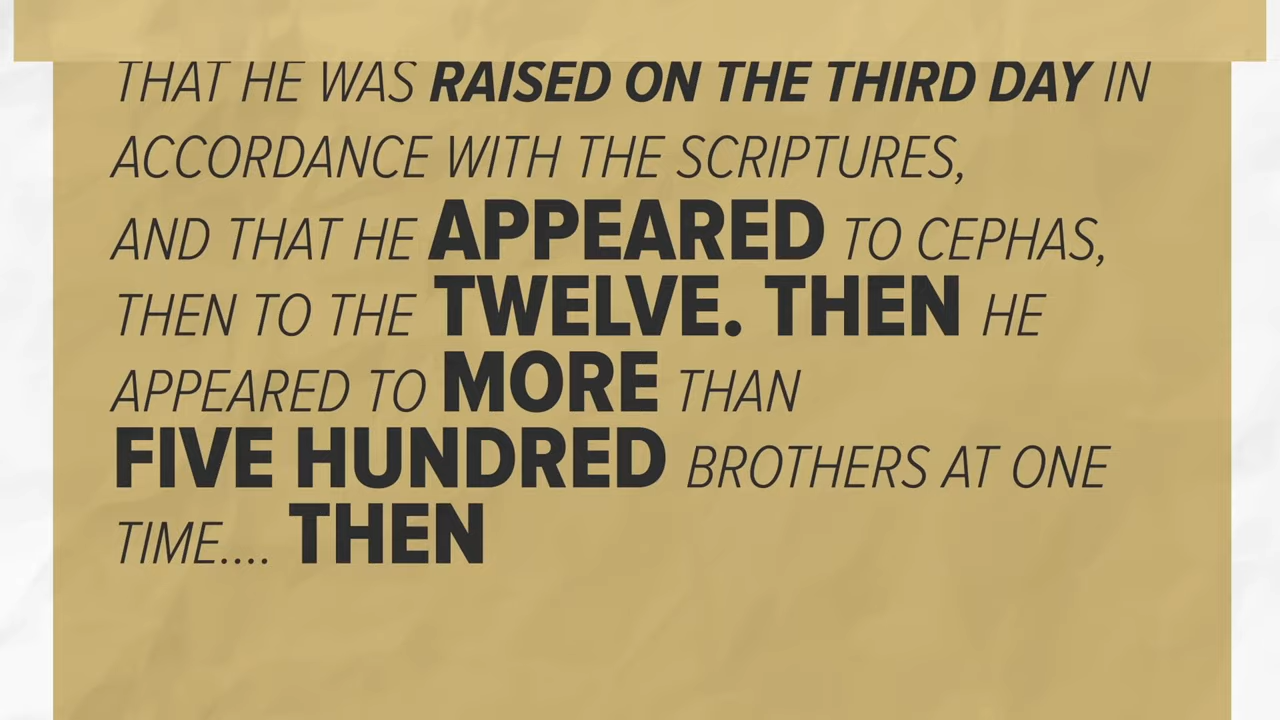 THAT HE WAS RAISED ON THE THIRD DAY IN
ACCORDANCE WITH THE SCRIPTURES,
AND THAT HE APPEARED TO CEPHAS,
THEN TO THE TWELVE. THEN HE
APPEARED TO MORE THAN
FIVE HUNDRED BROTHERS AT ONE
TIME.... THEN